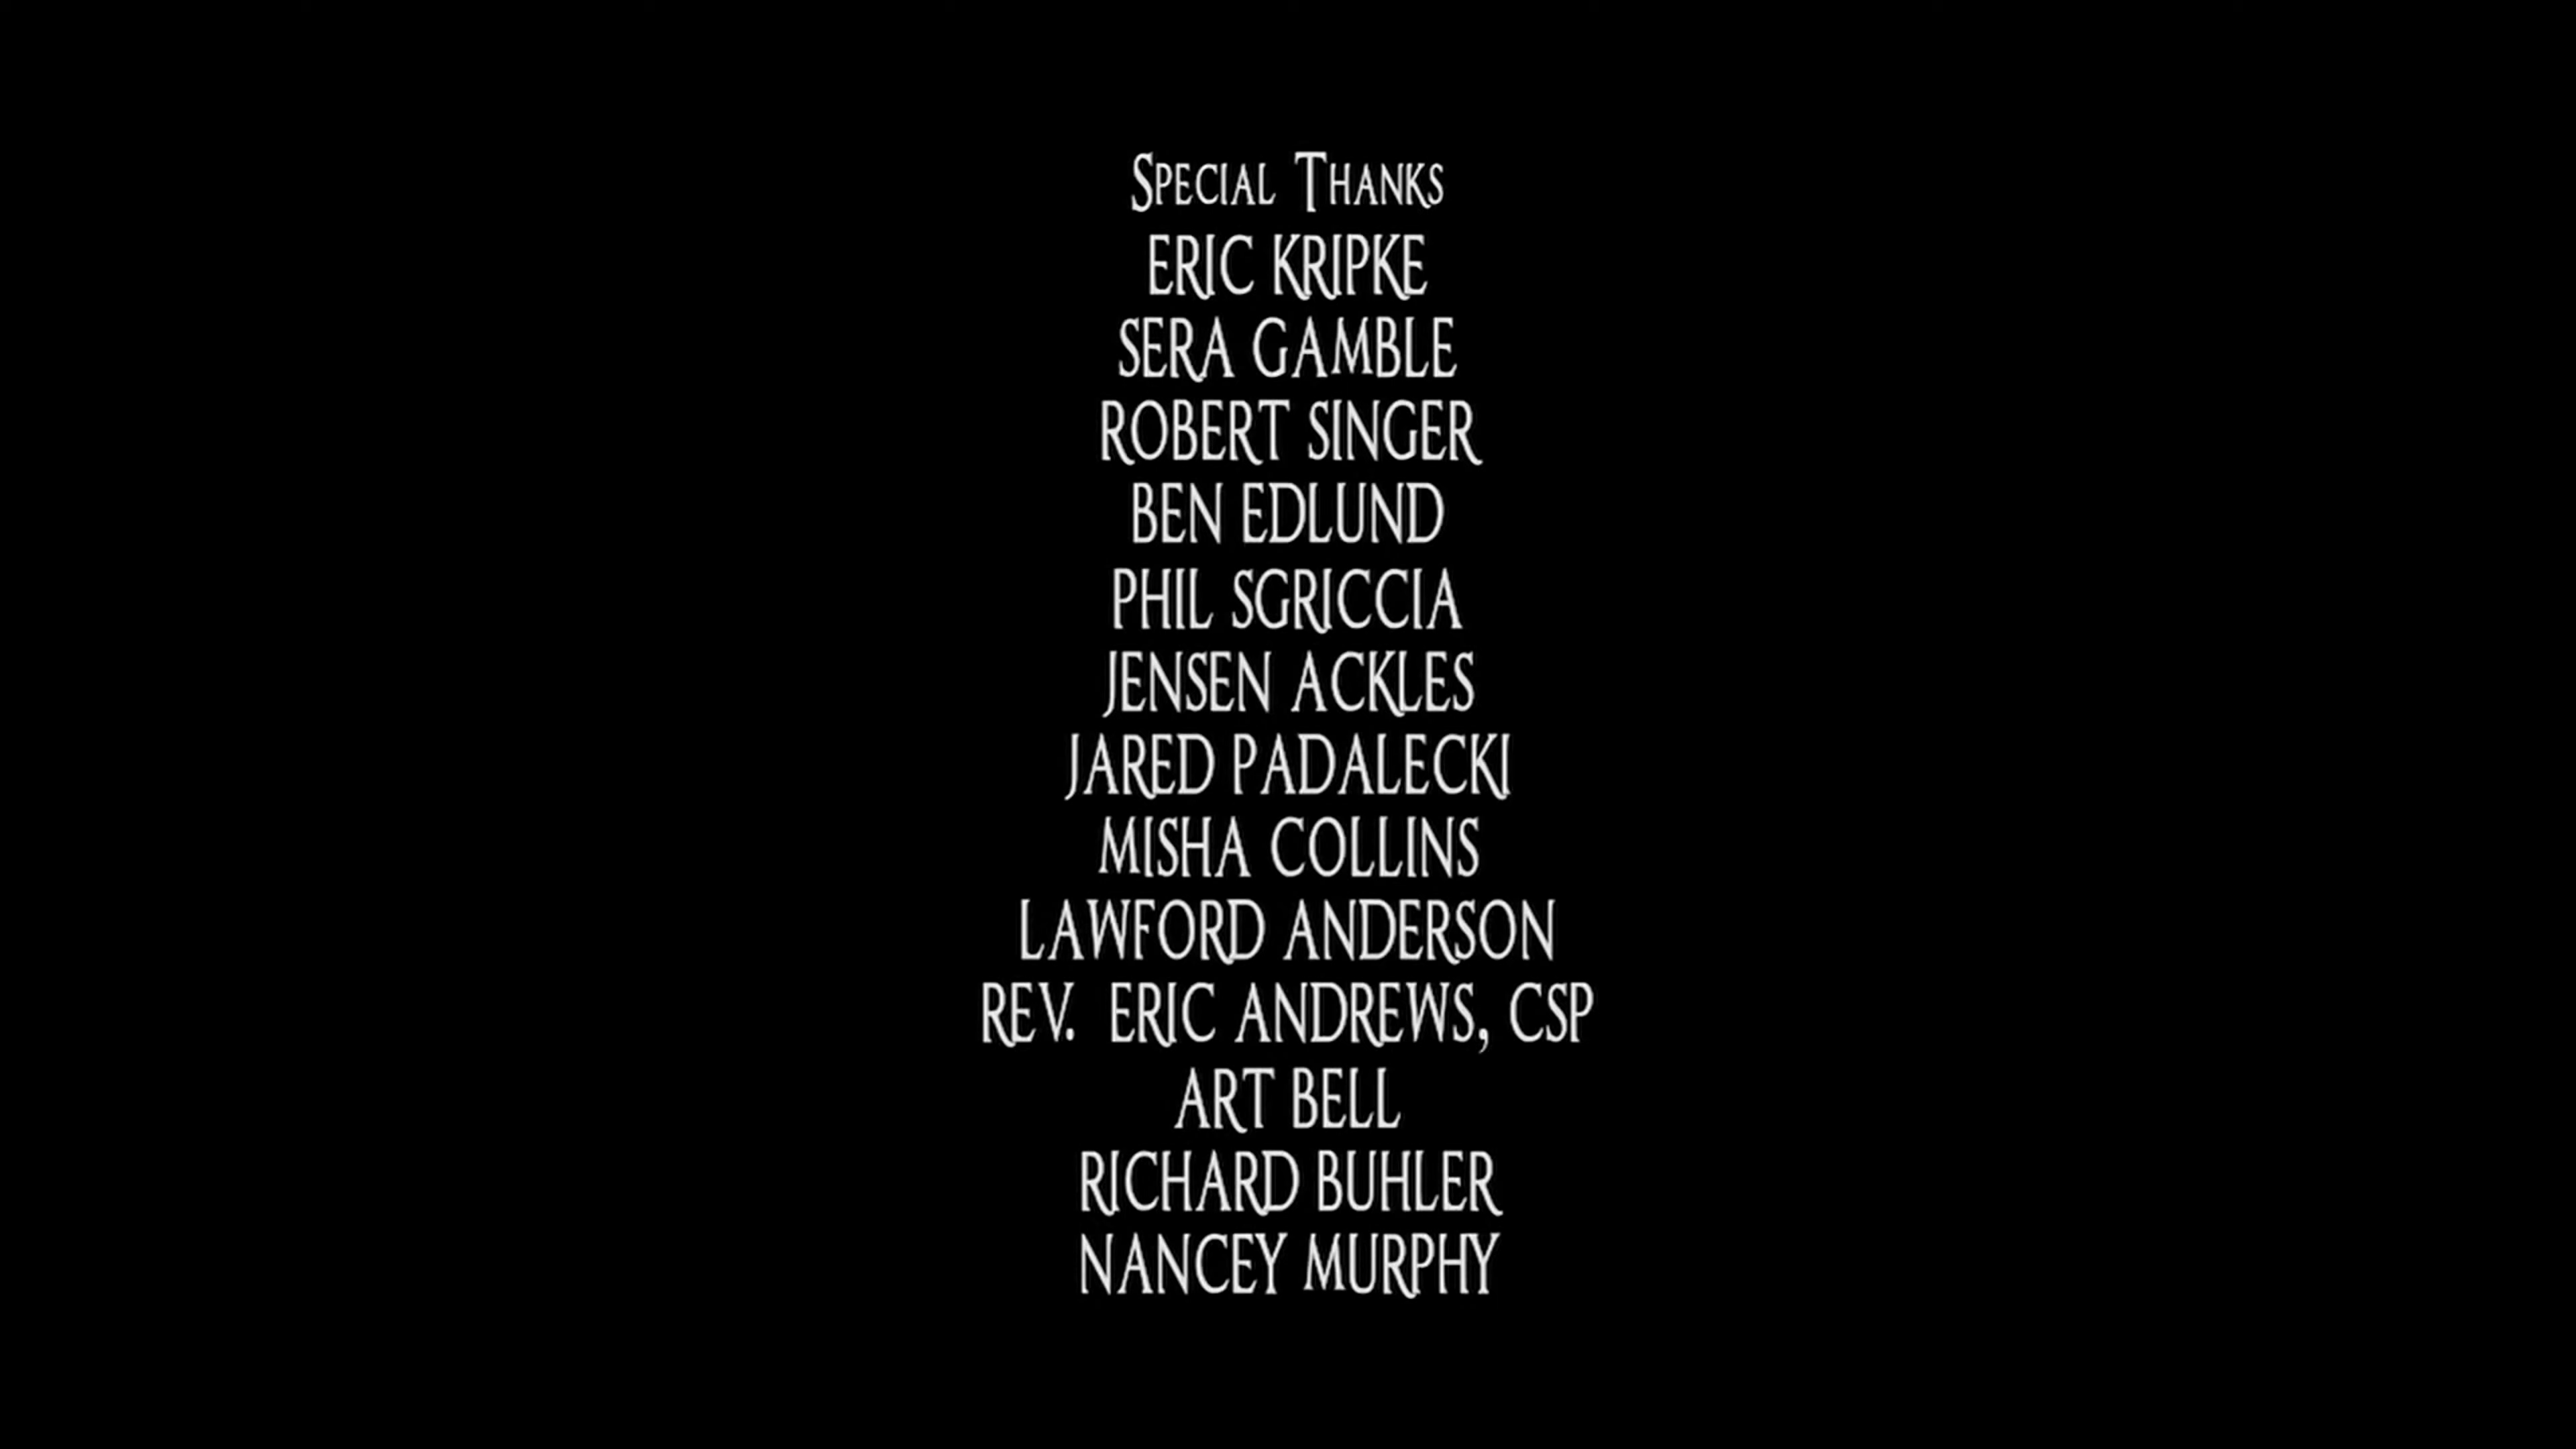 Special Thanks
ERIC KRIPKE
SERA GAMBLE
ROBERT SINGER
BEN EDLUND
PHIL SGRICCIA
JENSEN ACKLES
JARED PADALECKI
MISHA COLLINS
LAWFORD ANDERSON
REV. ERIC ANDREWS, CSP
ART BELL
RICHARD BUHLER
NANCEY MURPHY